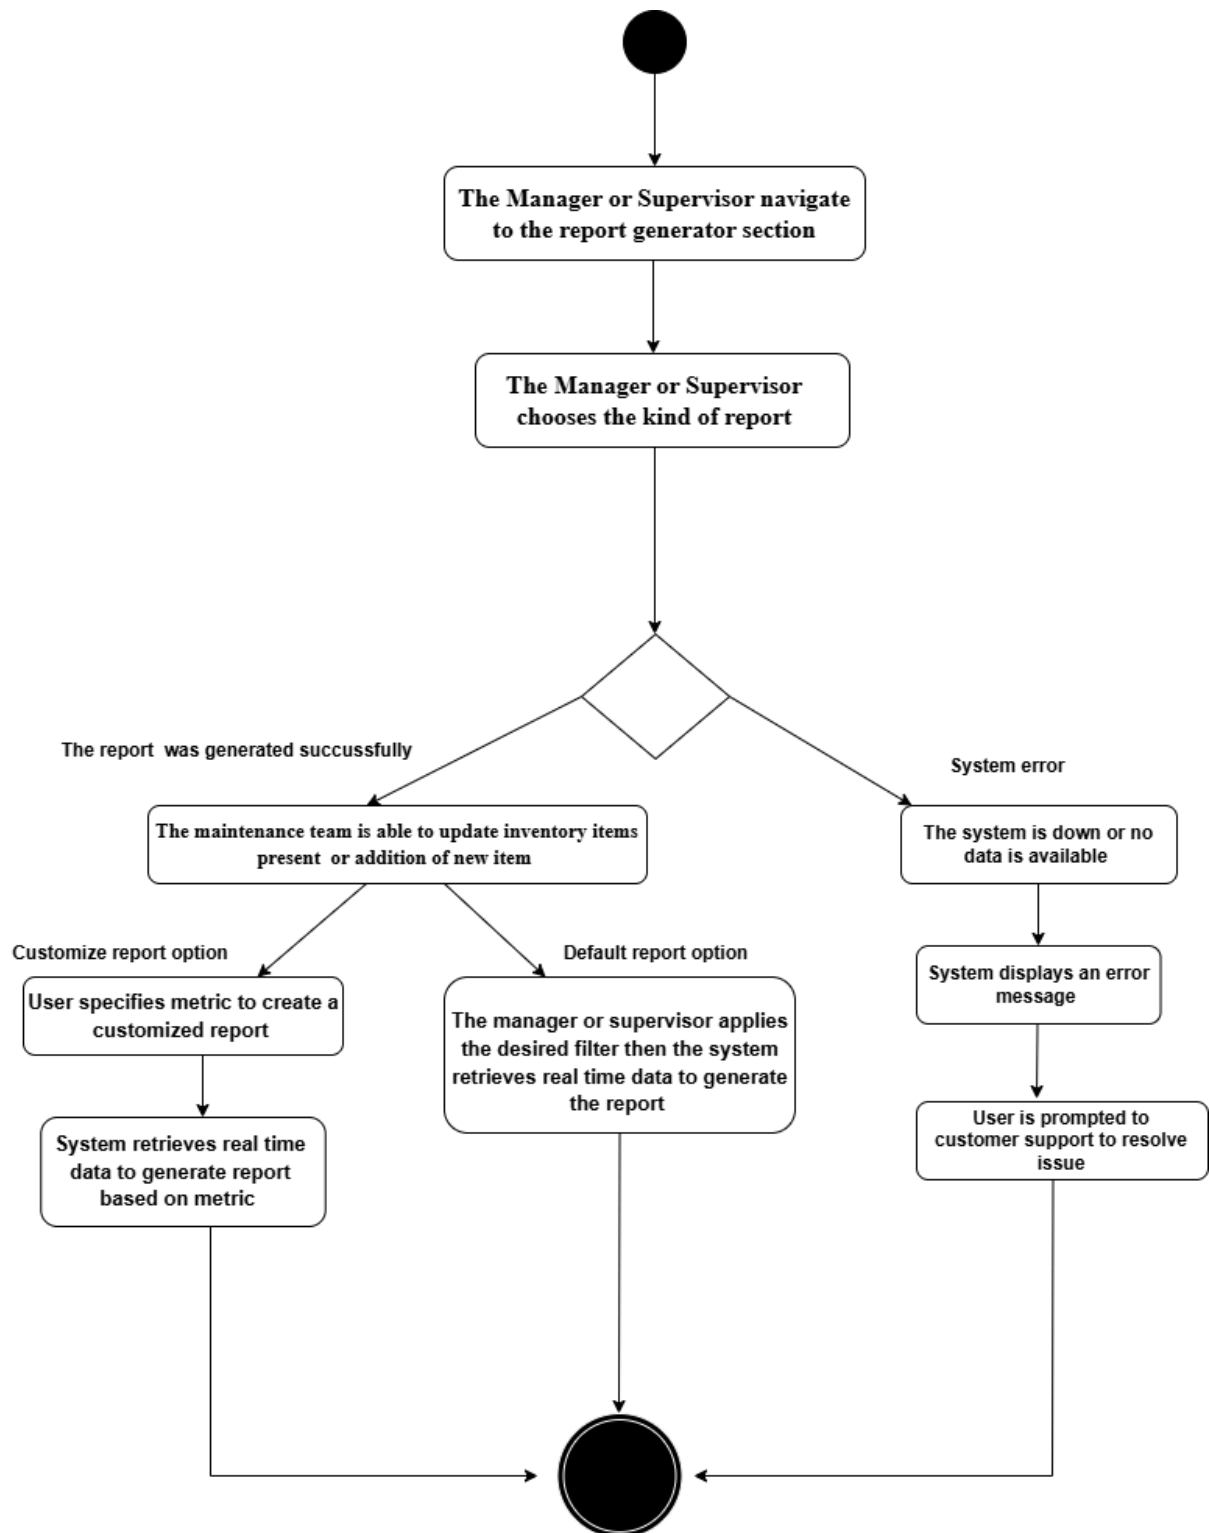 The Manager or Supervisor navigate
to the report generator section
The Manager or Supervisor
chooses the kind of report
The report was generated succussfully
System error
The maintenance team is able to update inventory items
present or addition of new item
The system is down or no
data is available
Customize report option
Default report option
User specifies metric to create a
customized report
The manager or supervisor applies
the desired filter then the system
retrieves real time data to generate
the report
System displays an error
message
System retrieves real time
data to generate report
based on metric
User is prompted to
customer support to resolve
issue